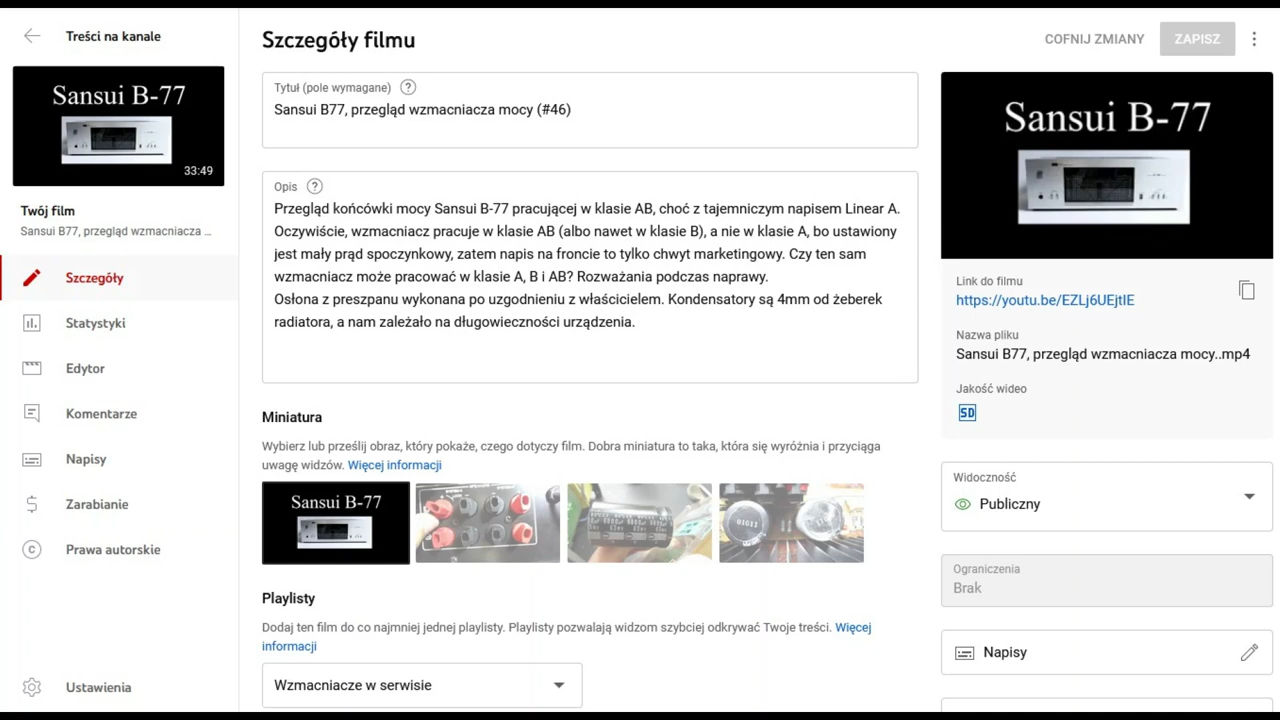 Treści na kanale
Sansui B-77
33:49
Twój film
Sansui B77, przegląd wzmacniacza ...
Szczegóły
Statystyki
Edytor
Komentarze
Napisy
Zarabianie
Prawa autorskie
Ustawienia
Szczegóły filmu
COFNIJ ZMIANY
ZAPISZ
Tytuł (pole wymagane)
Sansui B77, przegląd wzmacniacza mocy (#46)
Opis
Przegląd końcówki mocy Sansui B-77 pracującej w klasie AB, choć z tajemniczym napisem Linear A.
Oczywiście, wzmacniacz pracuje w klasie AB (albo nawet w klasie B), a nie w klasie A, bo ustawiony
jest mały prąd spoczynkowy, zatem napis na froncie to tylko chwyt marketingowy. Czy ten sam
wzmacniacz może pracować w klasie A, B i AB? Rozważania podczas naprawy.
Osłona z preszpanu wykonana po uzgodnieniu z właścicielem. Kondensatory są 4mm od żeberek
radiatora, a nam zależało na długowieczności urządzenia.
Miniatura
Wybierz lub prześlij obraz, który pokaże, czego dotyczy film. Dobra miniatura to taka, która się wyróżnia i przyciąga
uwagę widzów. Więcej informacji
Sansui B-77
Playlisty
Dodaj ten film do co najmniej jednej playlisty. Playlisty pozwalają widzom szybciej odkrywać Twoje treści. Więcej
informacji
Wzmacniacze w serwisie
Sansui B-77
Link do filmu
https://youtu.be/EZLj6UEjtIE
Nazwa pliku
Sansui B77, przegląd wzmacniacza mocy..mp4
Jakość wideo
SD
Widoczność
Publiczny
Ograniczenia
Brak
Napisy